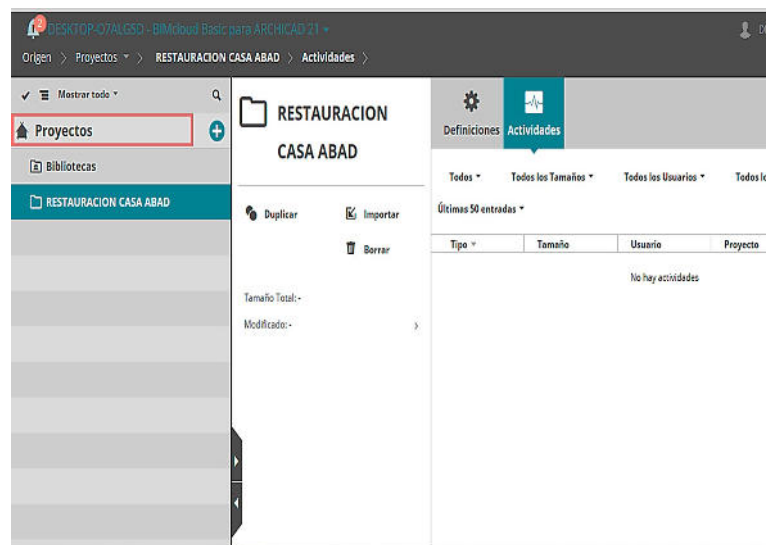 2
DESKTOP-O7ALG5O - BIMcloud Basic para ARCHICAD 21
Origen > Proyectos > RESTAURACION CASA ABAD > Actividades >
Mostrar todo
Proyectos
Bibliotecas
RESTAURACION CASA ABAD
RESTAURACION
CASA ABAD
Duplicar Importar
Borrar
Tamaño Total: -
Modificado: -
Definiciones Actividades
Todos Todos los Tamaños Todos los Usuarios Todos
Últimas 50 entradas
Tipo Tamaño Usuario Proyecto
No hay actividades